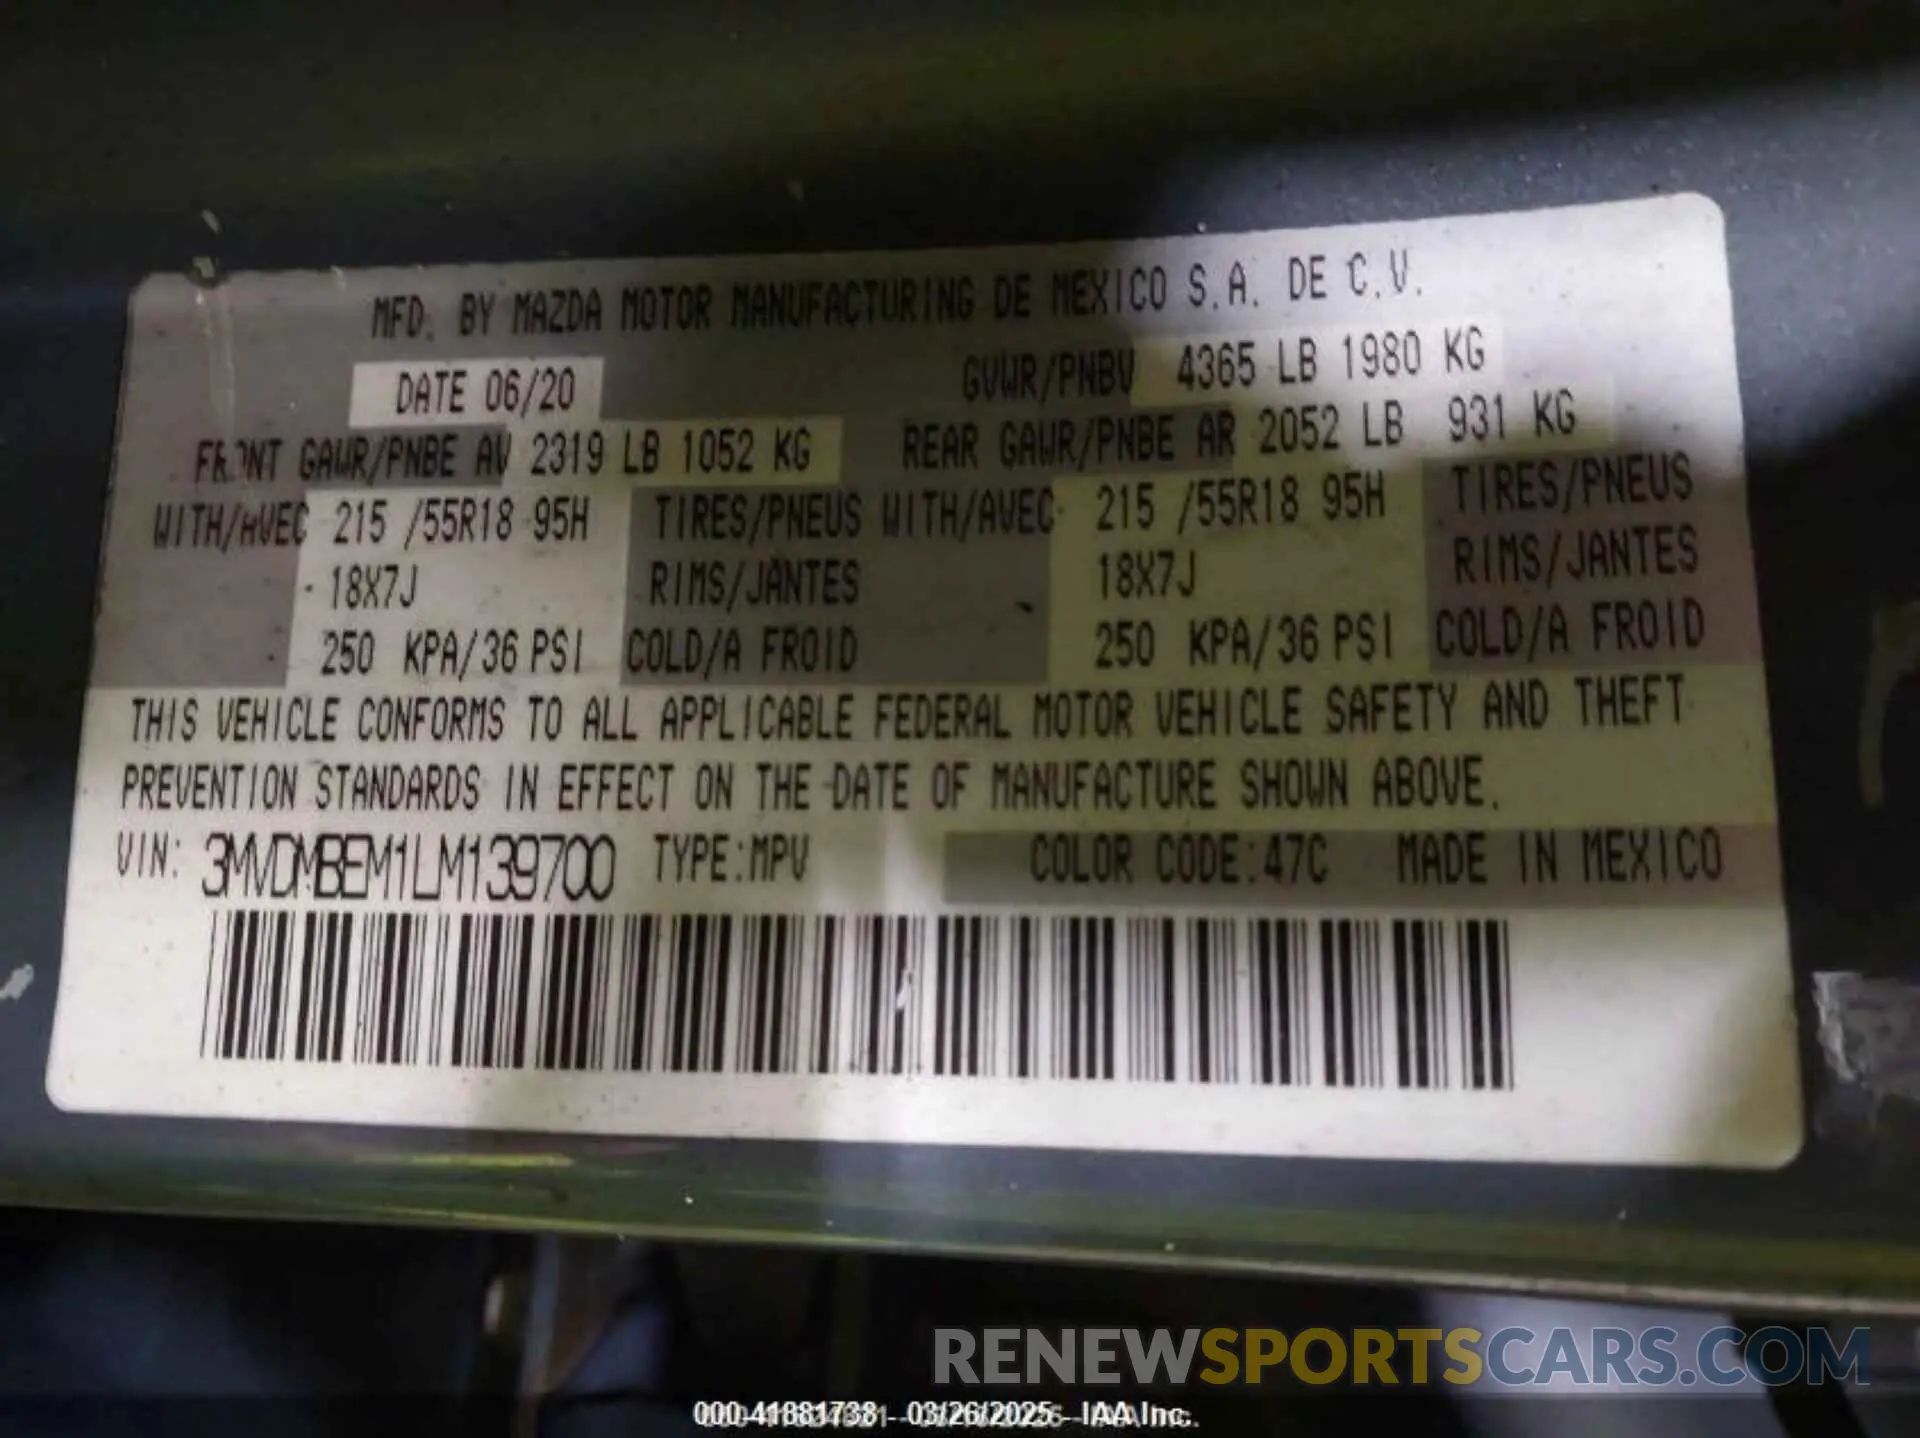 MFD. BY MAZDA MOTOR MANUFACTURING DE MEXICO S.A. DE C.V.
DATE 06/20 GVWR/PNBV 4365 LB 1980 KG
FRONT GAWR/PNBE AV 2319 LB 1052 KG REAR GAWR/PNBE AR 2052 LB 931 KG
WITH/AVEC 215 /55R18 95H TIRES/PNEUS WITH/AVEC 215 /55R18 95H TIRES/PNEUS
18X7J RIMS/JANTES 18X7J RIMS/JANTES
250 KPA/36 PSI COLD/A FROID 250 KPA/36 PSI COLD/A FROID
THIS VEHICLE CONFORMS TO ALL APPLICABLE FEDERAL MOTOR VEHICLE SAFETY AND THEFT
PREVENTION STANDARDS IN EFFECT ON THE DATE OF MANUFACTURE SHOWN ABOVE.
VIN: 3MVDMBEM1LM139700 TYPE:MPV COLOR CODE:47C MADE IN MEXICO
RENEWSPORTSCARS.COM
000-41881738 - 03/26/2025 - IAA Inc.